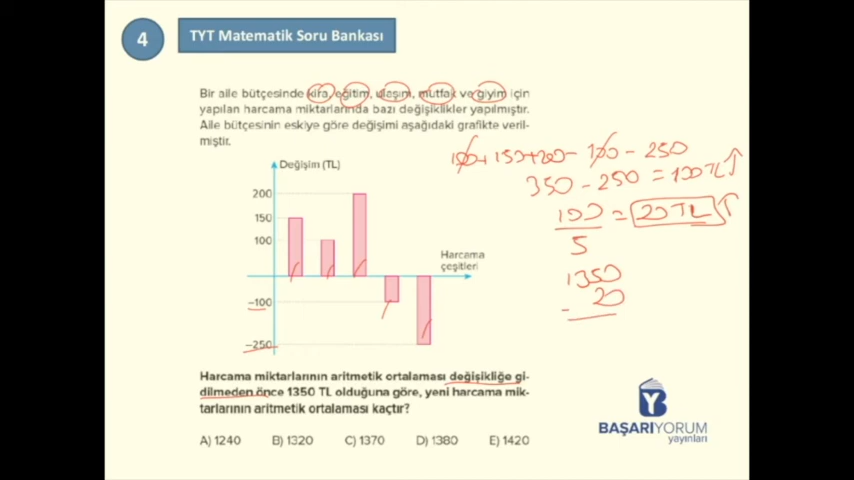 4
TYT Matematik Soru Bankası
Bir aile bütçesinde kira, eğitim, ulaşım, mutfak ve giyim için
yapılan harcama miktarlarında bazı değişiklikler yapılmıştır.
Aile bütçesinin eskiye göre değişimi aşağıdaki grafikte veril-
miştir.
Değişim (TL)
200
150
100
-100
-250
Harcama
çeşitleri
100+150+200-100-250
350-250=100TL↑
100/5=20TL↑
1350
- 20
Harcama miktarlarının aritmetik ortalaması değişikliğe gi-
dilmeden önce 1350 TL olduğuna göre, yeni harcama mik-
tarlarının aritmetik ortalaması kaçtır?
A) 1240 B) 1320 C) 1370 D) 1380 E) 1420
BAŞARIYORUM
yayınları